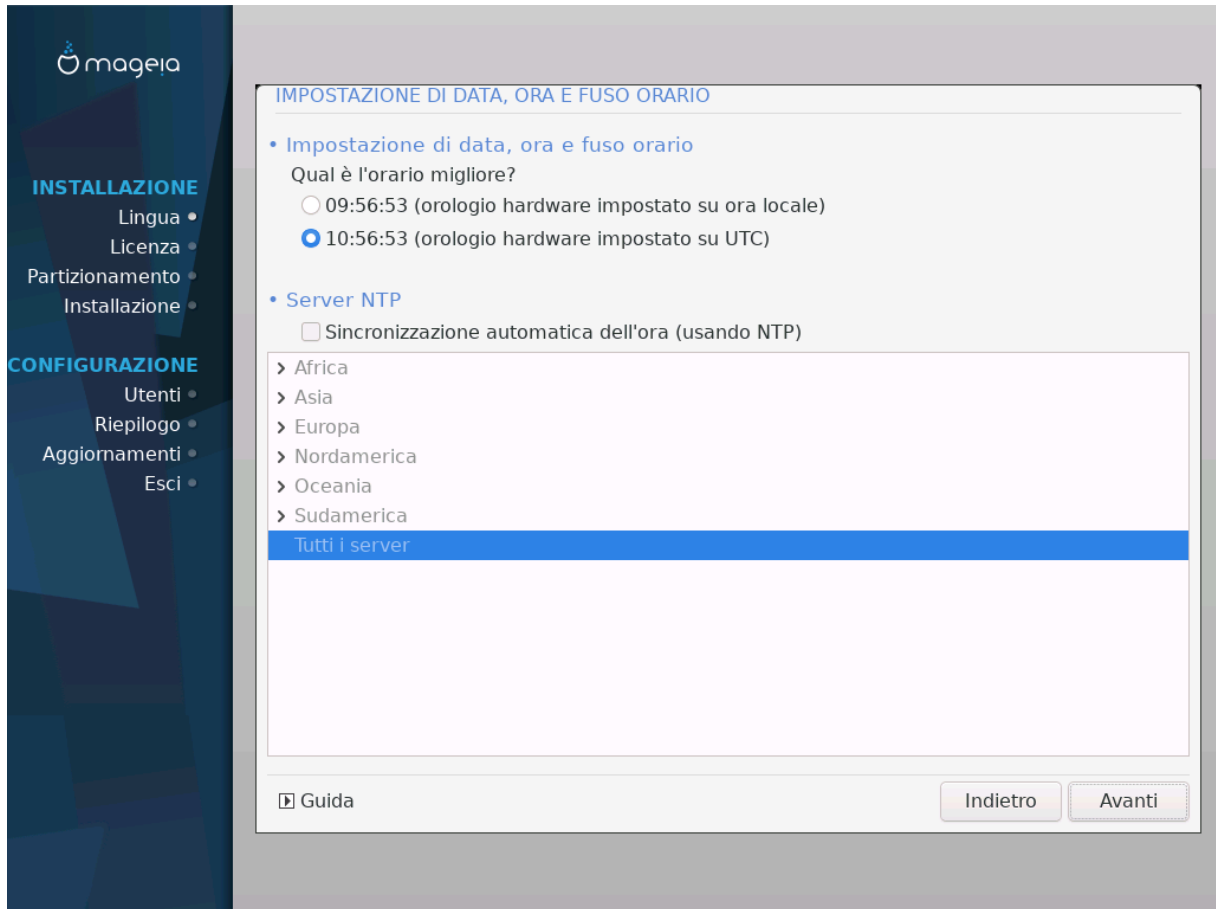 mageia
INSTALLAZIONE
Lingua
Licenza
Partizionamento
Installazione
CONFIGURAZIONE
Utenti
Riepilogo
Aggiornamenti
Esci
IMPOSTAZIONE DI DATA, ORA E FUSO ORARIO
• Impostazione di data, ora e fuso orario
Qual è l'orario migliore?
09:56:53 (orologio hardware impostato su ora locale)
10:56:53 (orologio hardware impostato su UTC)
• Server NTP
Sincronizzazione automatica dell'ora (usando NTP)
Africa
Asia
Europa
Nordamerica
Oceania
Sudamerica
Tutti i server
Guida
Indietro
Avanti